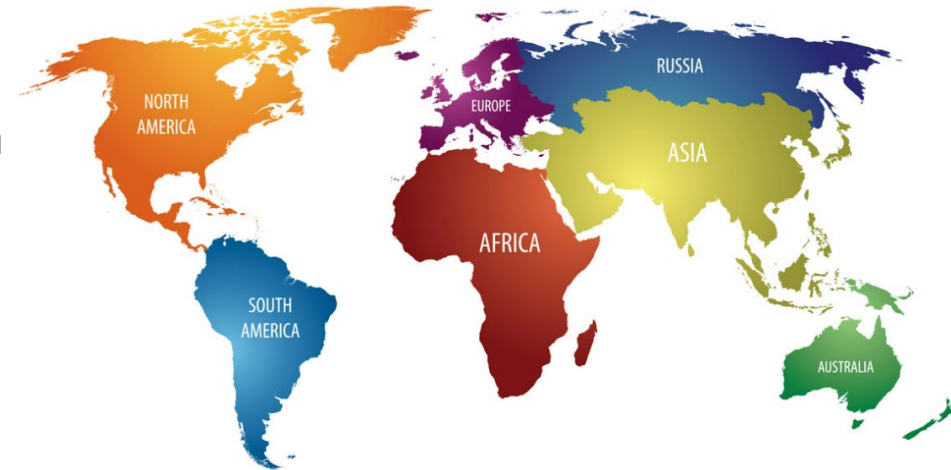 NORTH
AMERICA
EUROPE
RUSSIA
ASIA
AFRICA
SOUTH
AMERICA
AUSTRALIA